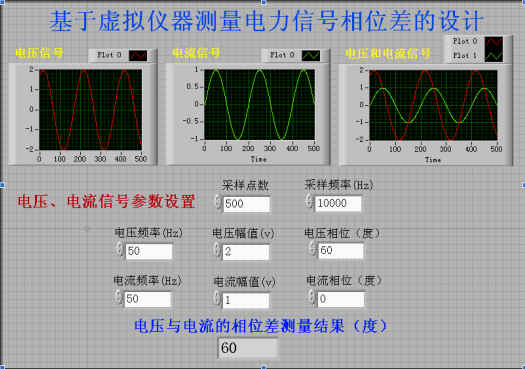 基于虚拟仪器测量电力信号相位差的设计
电压信号
Plot 0
电流信号
Plot 0
电压和电流信号
Plot 0
Plot 1
2
1
0
-1
-2
0 100 200 300 400 500
1
0.5
0
-0.5
-1
0 100 200 300 400 500
Time
2
1
0
-1
-2
0 100 200 300 400 500
Time
电压、电流信号参数设置
采样点数
500
采样频率(Hz)
10000
电压频率(Hz)
50
电压幅值(v)
2
电压相位（度）
60
电流频率(Hz)
50
电流幅值(v)
1
电流相位（度）
0
电压与电流的相位差测量结果（度）
60